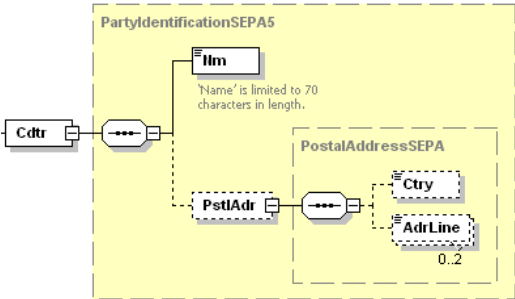 PartyIdentificationSEPA5
Nm
'Name' is limited to 70
characters in length.
Cdtr
PostalAddressSEPA
Ctry
PstlAdr
AdrLine
0..2